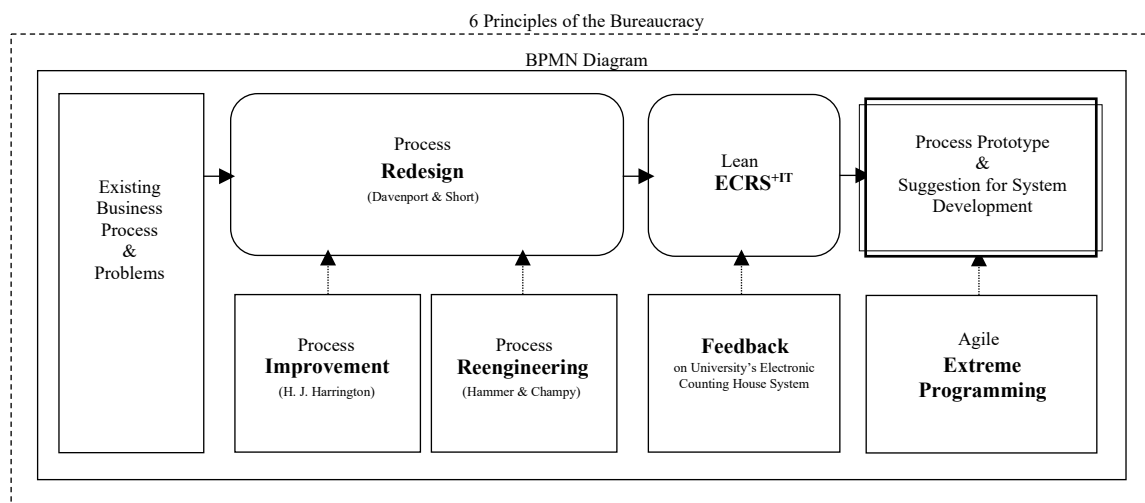 6 Principles of the Bureaucracy
BPMN Diagram
Existing
Business
Process
&
Problems
Process
Redesign
(Davenport & Short)
Lean
ECRS+IT
Process Prototype
&
Suggestion for System
Development
Process
Improvement
(H. J. Harrington)
Process
Reengineering
(Hammer & Champy)
Feedback
on University’s Electronic
Counting House System
Agile
Extreme
Programming